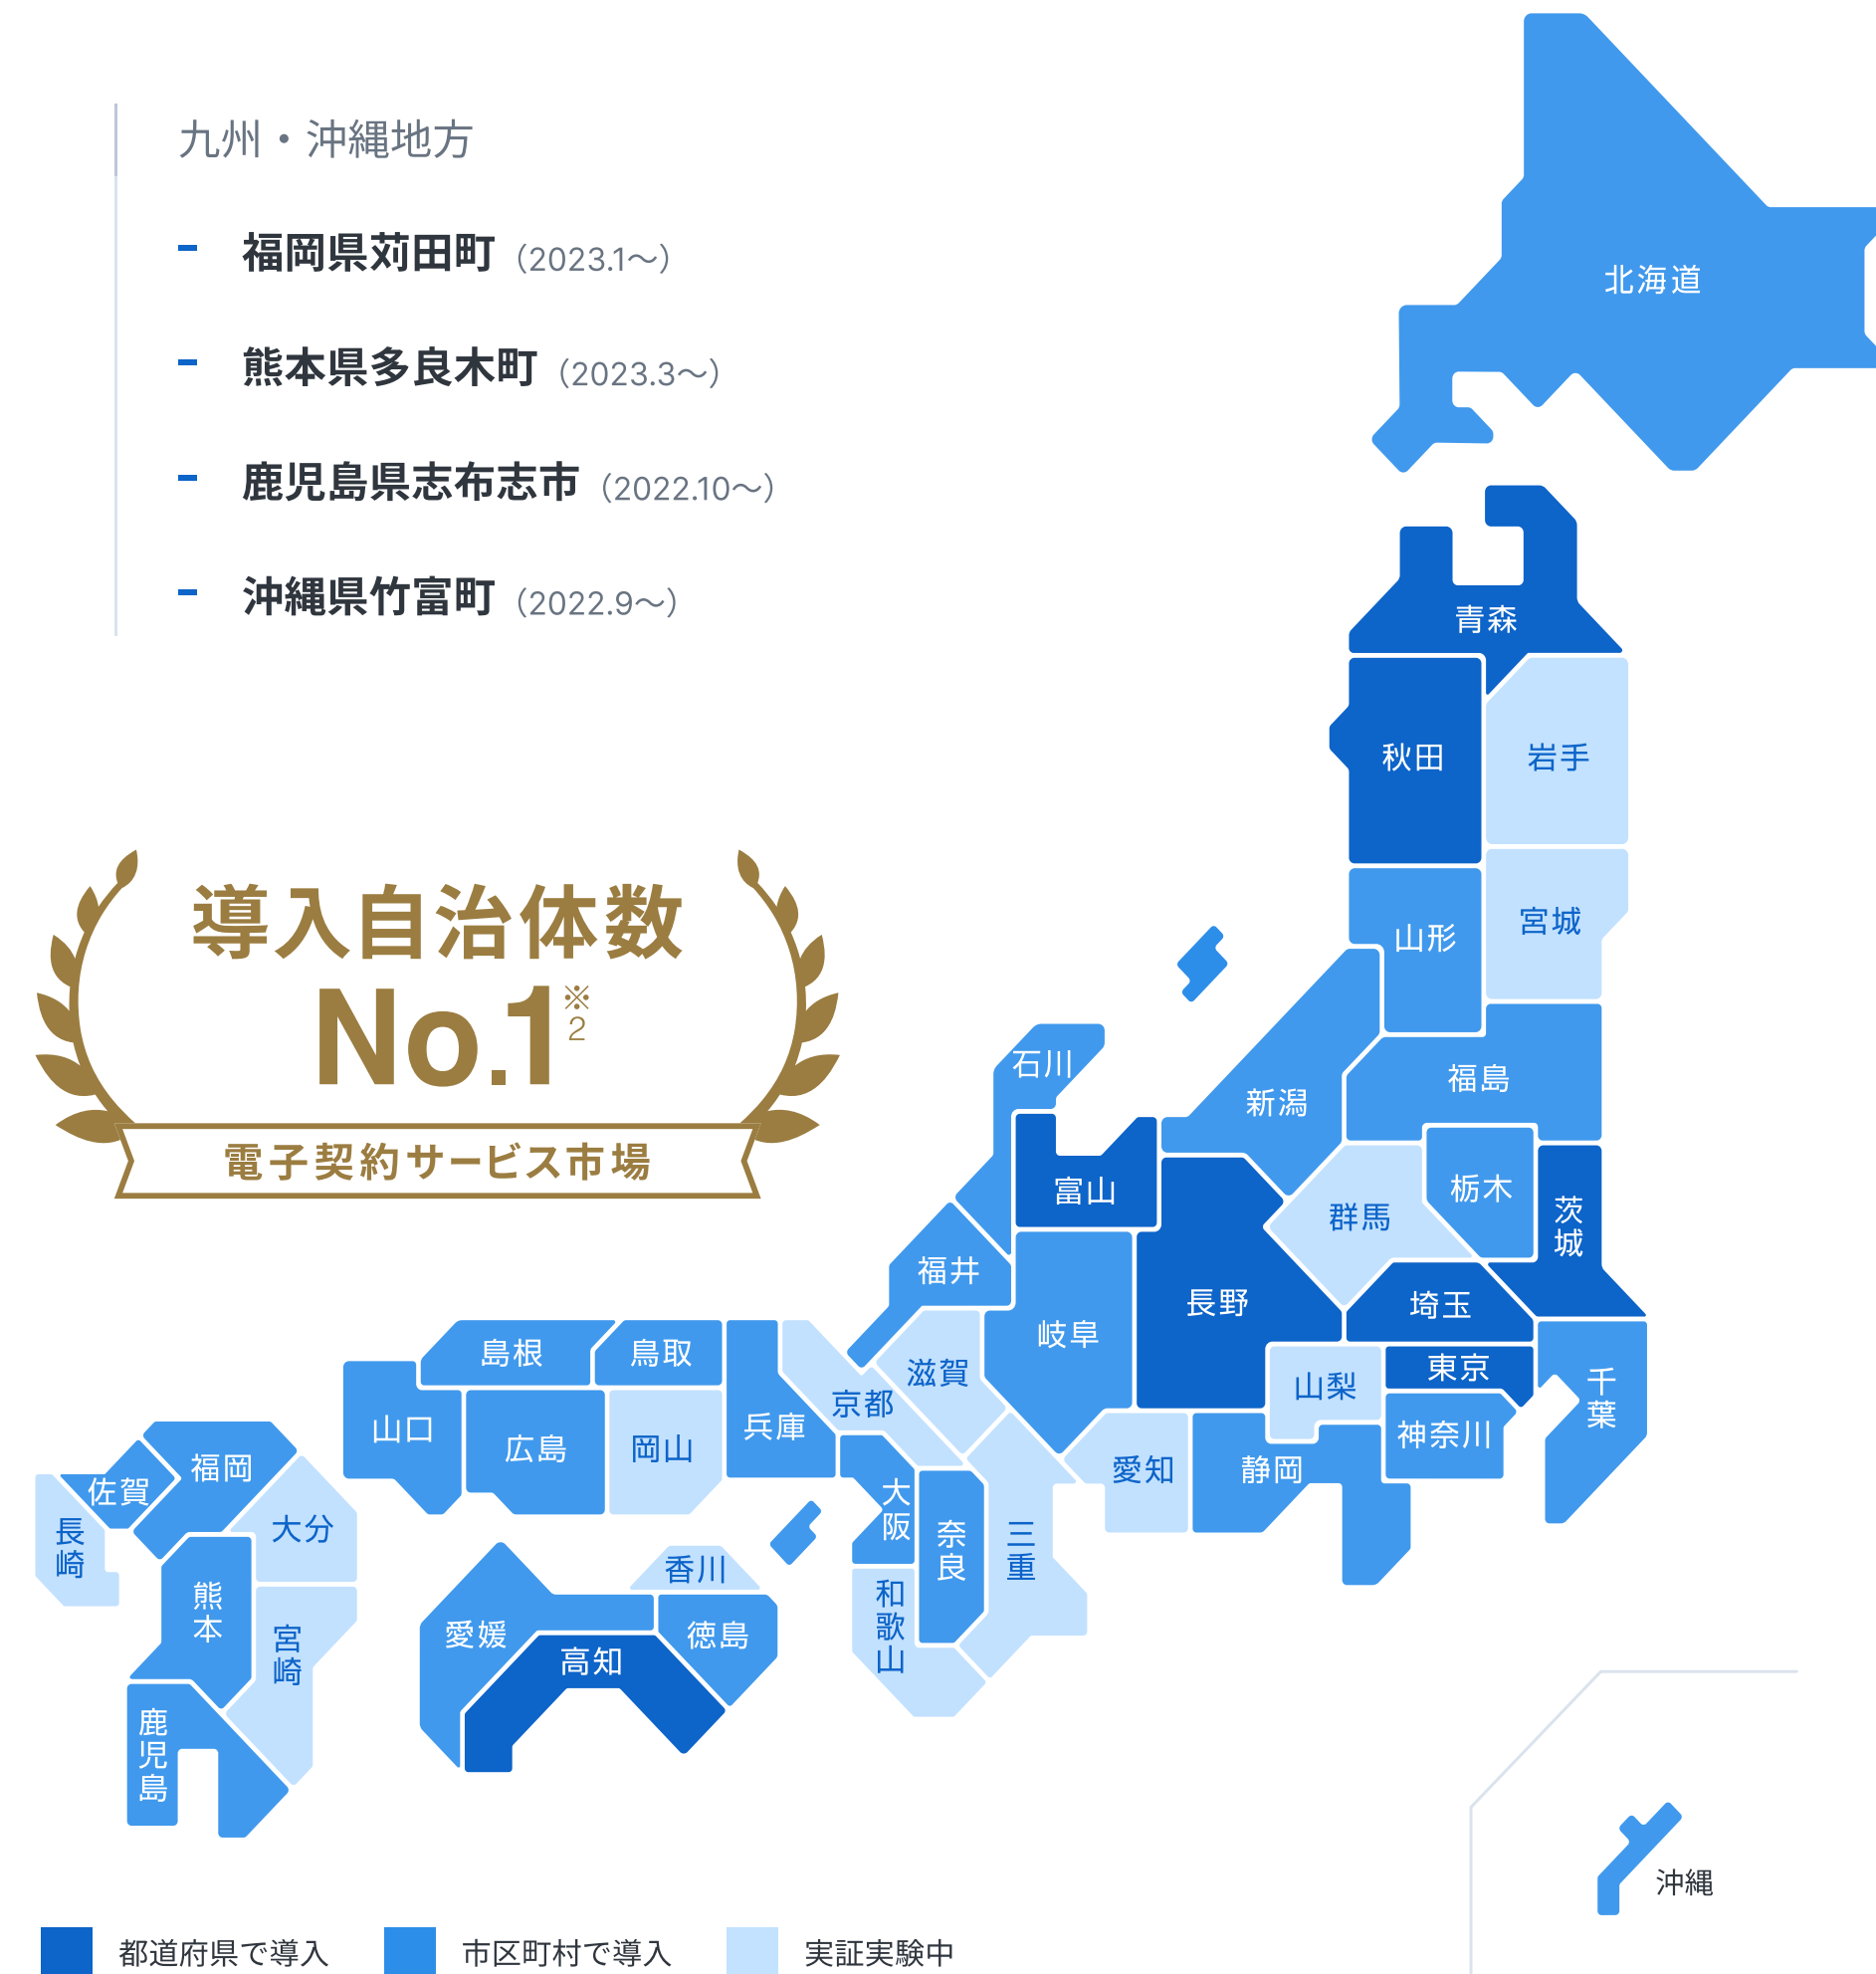 九州・沖縄地方
福岡県苅田町（2023.1〜）
熊本県多良木町（2023.3〜）
鹿児島県志布志市（2022.10〜）
沖縄県竹富町（2022.9〜）
導入自治体数
No.1※2
電子契約サービス市場
北海道
青森
秋田
岩手
山形
宮城
福島
新潟
石川
富山
栃木
群馬
茨城
福井
長野
埼玉
岐阜
東京
山梨
千葉
神奈川
滋賀
京都
島根
鳥取
兵庫
山口
広島
岡山
愛知
静岡
福岡
佐賀
大分
長崎
大阪
奈良
三重
和歌山
香川
熊本
宮崎
愛媛
徳島
高知
鹿児島
沖縄
都道府県で導入
市区町村で導入
実証実験中